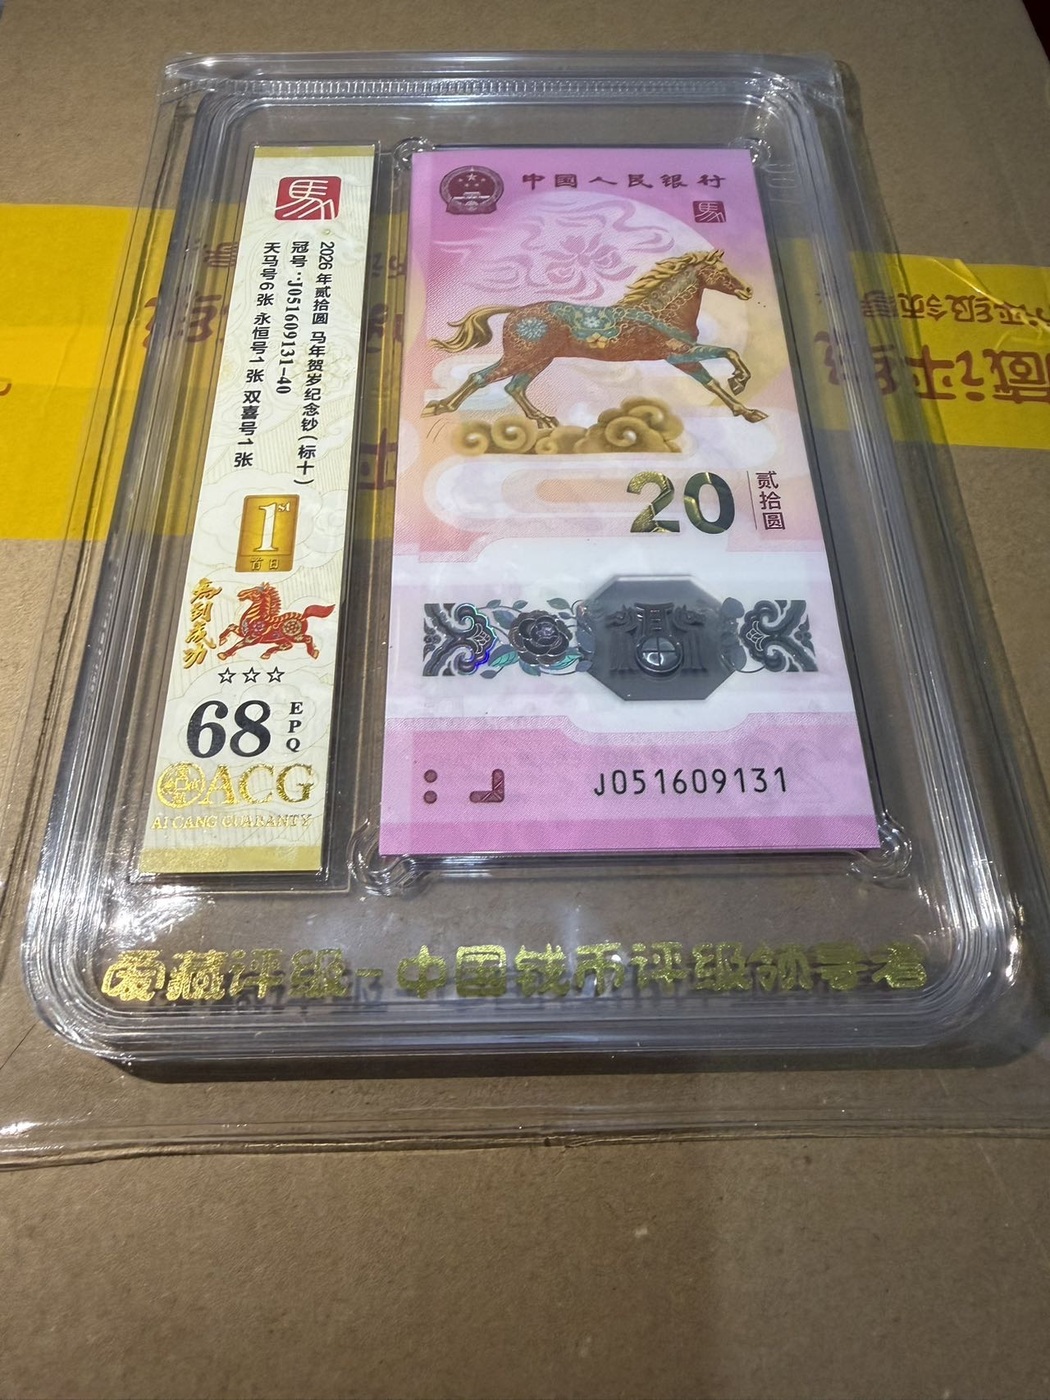 馬
2026年贰拾圆 马年贺岁纪念钞(标十)
冠号:J051609131-40
天马号6张 永恒号1张 双喜号1张
1st
首日
马到成功
☆☆☆
68
EPQ
ACG
AI CANG GUARANTY
中国人民银行
馬
20
贰拾圆
J051609131
爱藏评级-中国钱币评级领导者